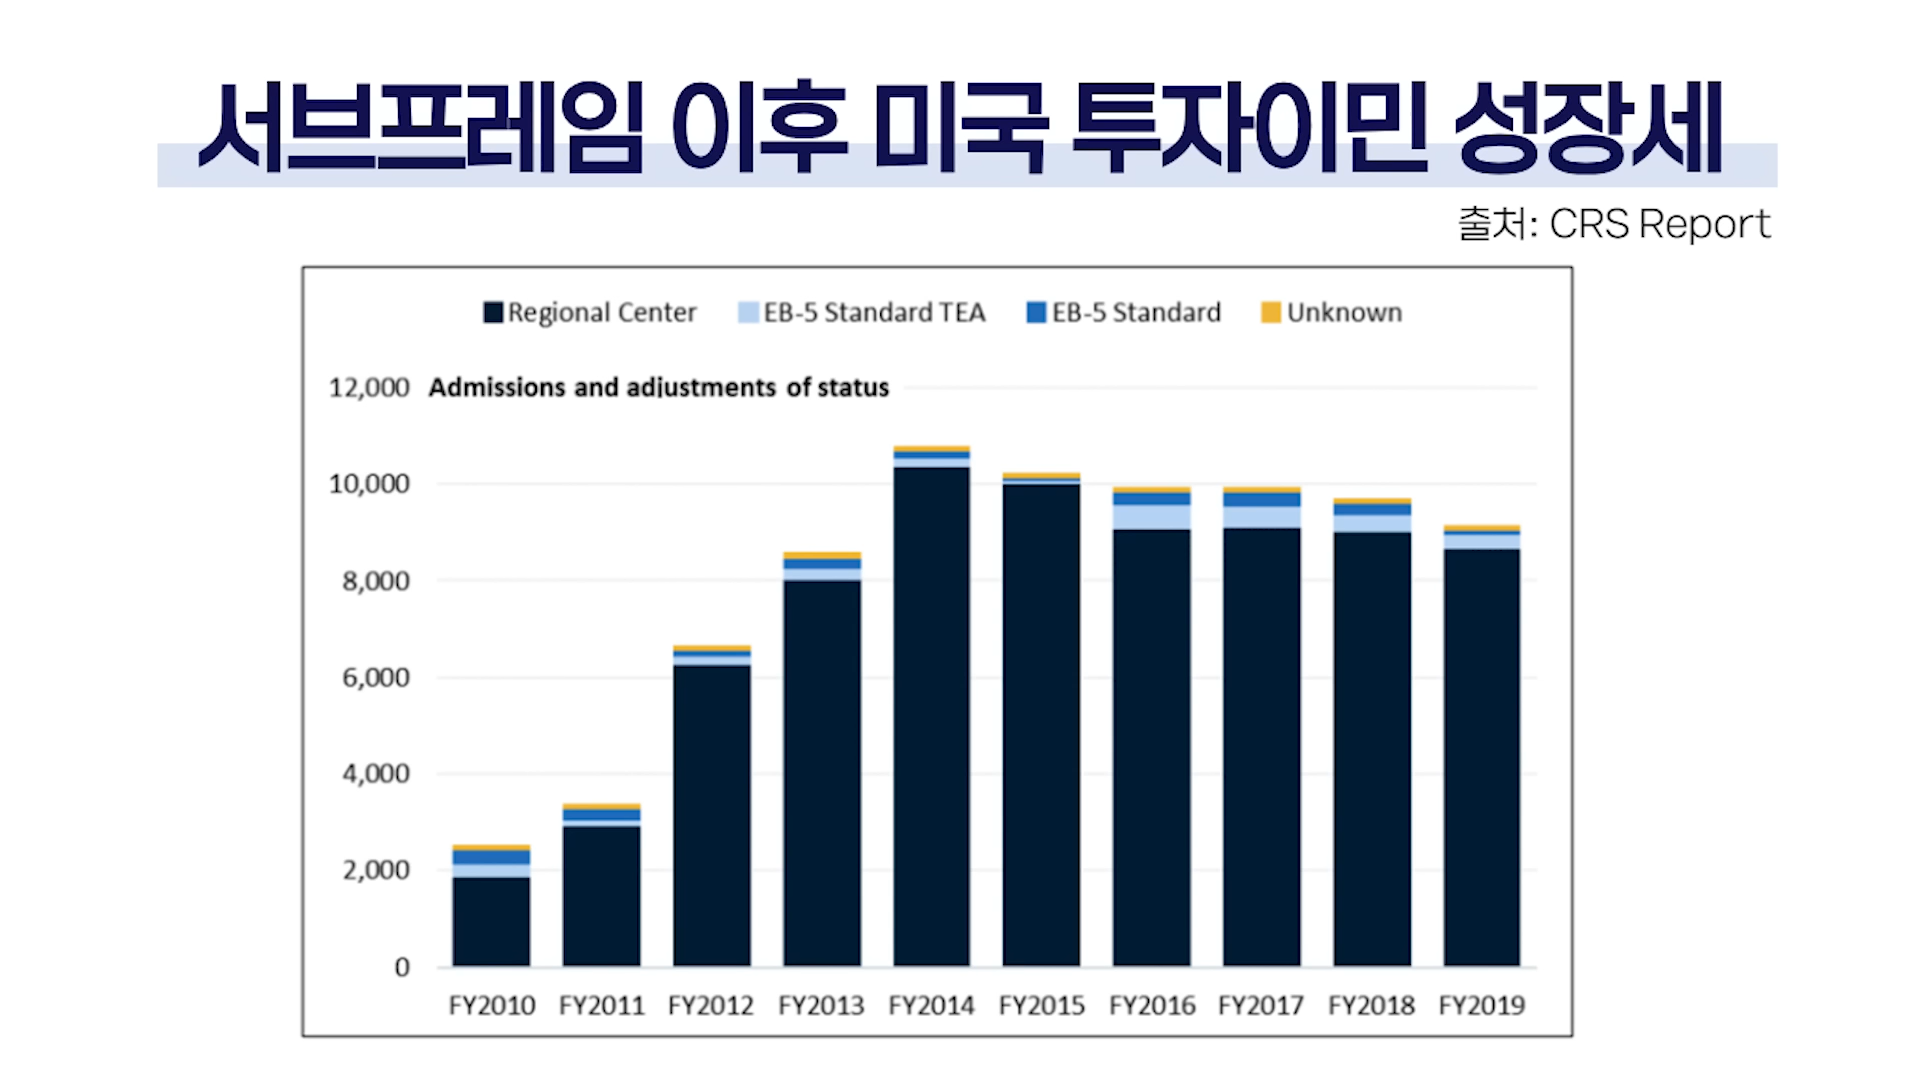 서브프레임 이후 미국 투자이민 성장세
출처: CRS Report
Regional Center EB-5 Standard TEA EB-5 Standard Unknown
12,000 Admissions and adjustments of status
10,000
8,000
6,000
4,000
2,000
0
FY2010 FY2011 FY2012 FY2013 FY2014 FY2015 FY2016 FY2017 FY2018 FY2019